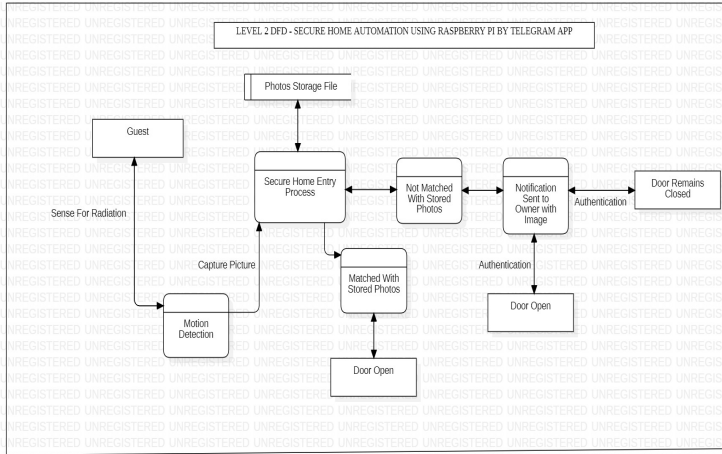 LEVEL 2 DFD - SECURE HOME AUTOMATION USING RASPBERRY PI BY TELEGRAM APP
Photos Storage File
Guest
Secure Home Entry
Process
Not Matched
With Stored
Photos
Notification
Sent to
Owner with
Image
Authentication
Door Remains
Closed
Sense For Radiation
Capture Picture
Authentication
Matched With
Stored Photos
Motion
Detection
Door Open
Door Open
UNREGISTERED